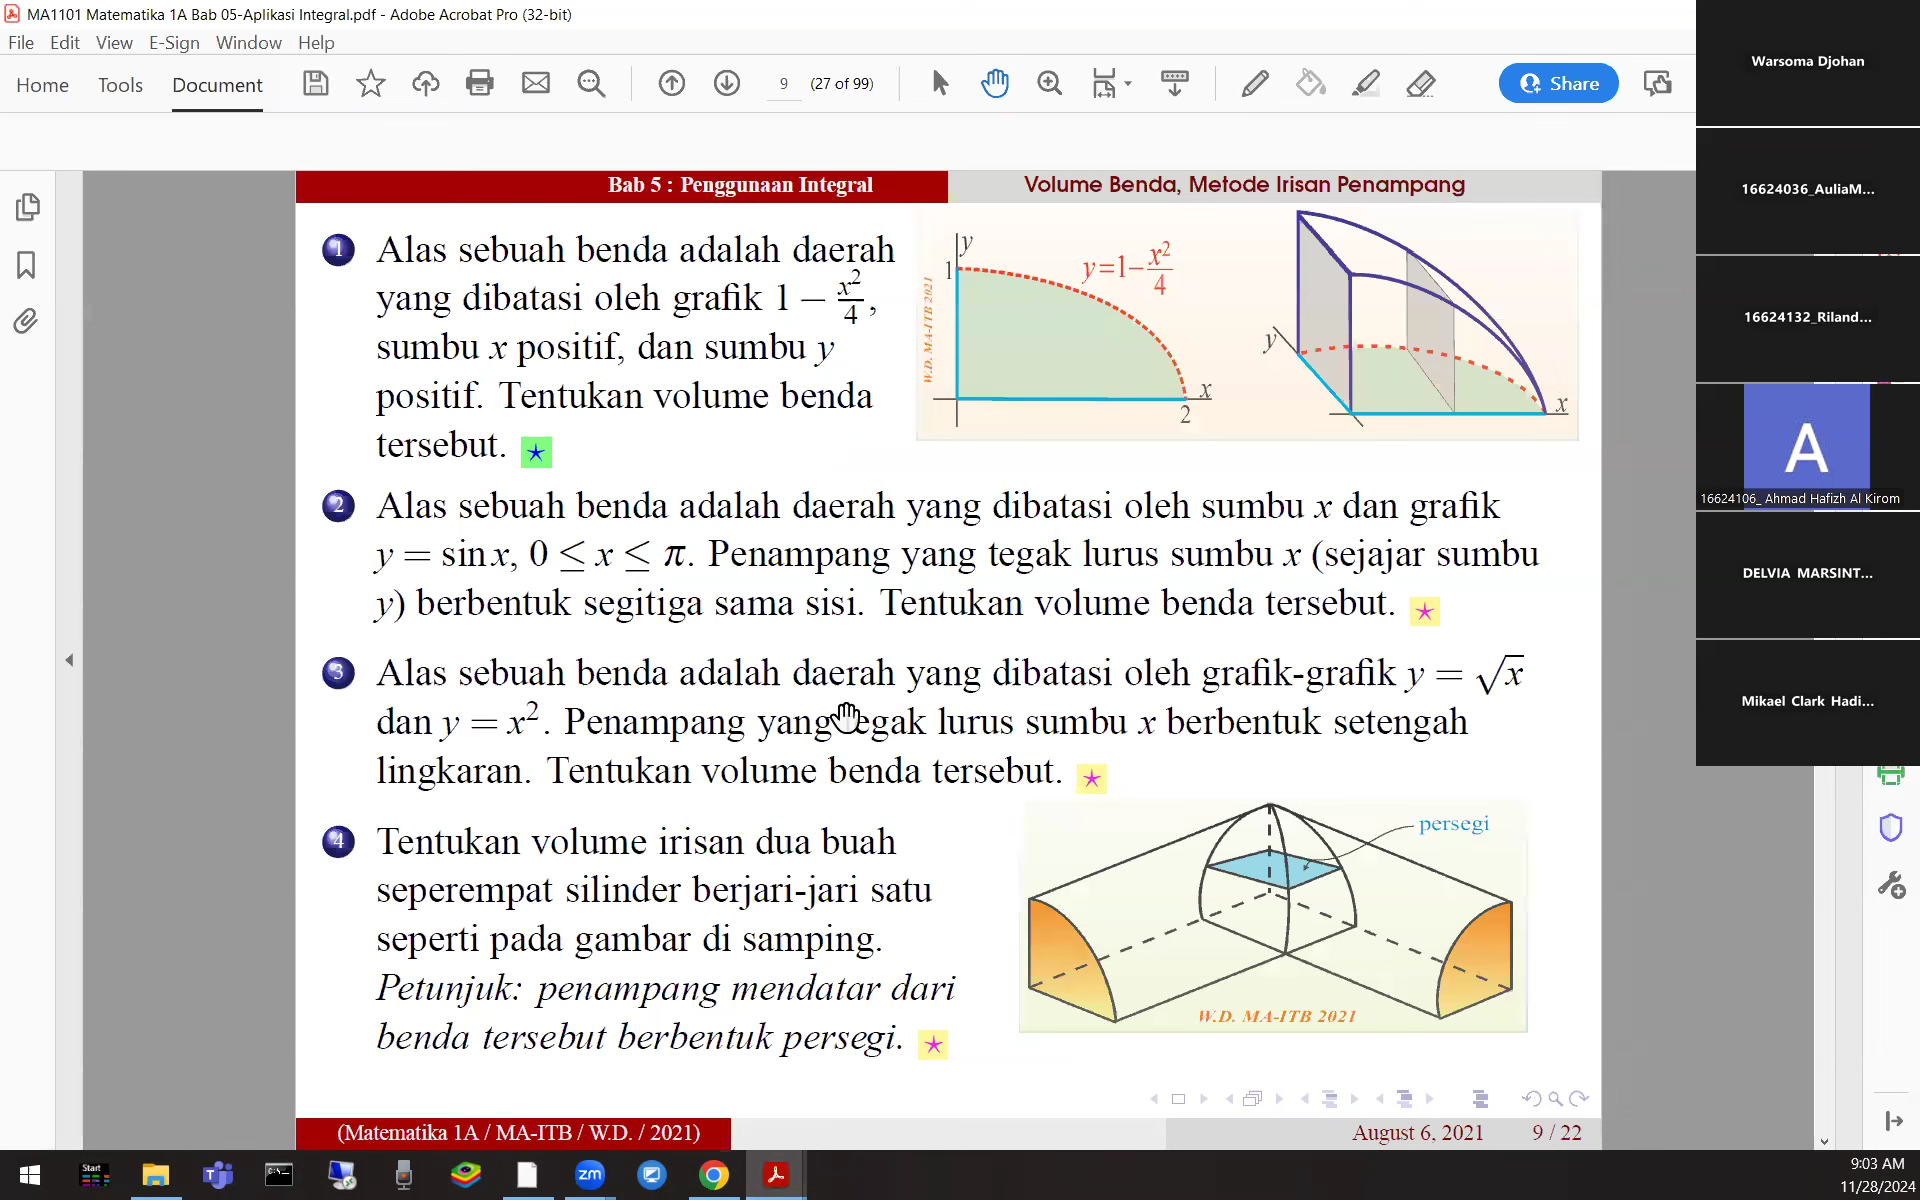 MA1101 Matematika 1A Bab 05-Aplikasi Integral.pdf - Adobe Acrobat Pro (32-bit)
File Edit View E-Sign Window Help
Home Tools Document 9 (27 of 99) Share
Bab 5 : Penggunaan Integral Volume Benda, Metode Irisan Penampang
1 Alas sebuah benda adalah daerah
yang dibatasi oleh grafik 1 − x²/4,
sumbu x positif, dan sumbu y
positif. Tentukan volume benda
tersebut. ★
y
1
y=1−x²/4
x
2
W.D. MA-ITB 2021
y
x
2 Alas sebuah benda adalah daerah yang dibatasi oleh sumbu x dan grafik
y = sin x, 0 ≤ x ≤ π. Penampang yang tegak lurus sumbu x (sejajar sumbu
y) berbentuk segitiga sama sisi. Tentukan volume benda tersebut. ★
3 Alas sebuah benda adalah daerah yang dibatasi oleh grafik-grafik y = √x
dan y = x². Penampang yang tegak lurus sumbu x berbentuk setengah
lingkaran. Tentukan volume benda tersebut. ★
4 Tentukan volume irisan dua buah
seperempat silinder berjari-jari satu
seperti pada gambar di samping.
Petunjuk: penampang mendatar dari
benda tersebut berbentuk persegi. ★
persegi
W.D. MA-ITB 2021
(Matematika 1A / MA-ITB / W.D. / 2021) August 6, 2021 9 / 22
Warsoma Djohan
16624036_AuliaM...
16624132_Riland...
A
16624106_ Ahmad Hafizh Al Kirom
DELVIA MARSINT...
Mikael Clark Hadi...
Start
zm
9:03 AM
11/28/2024